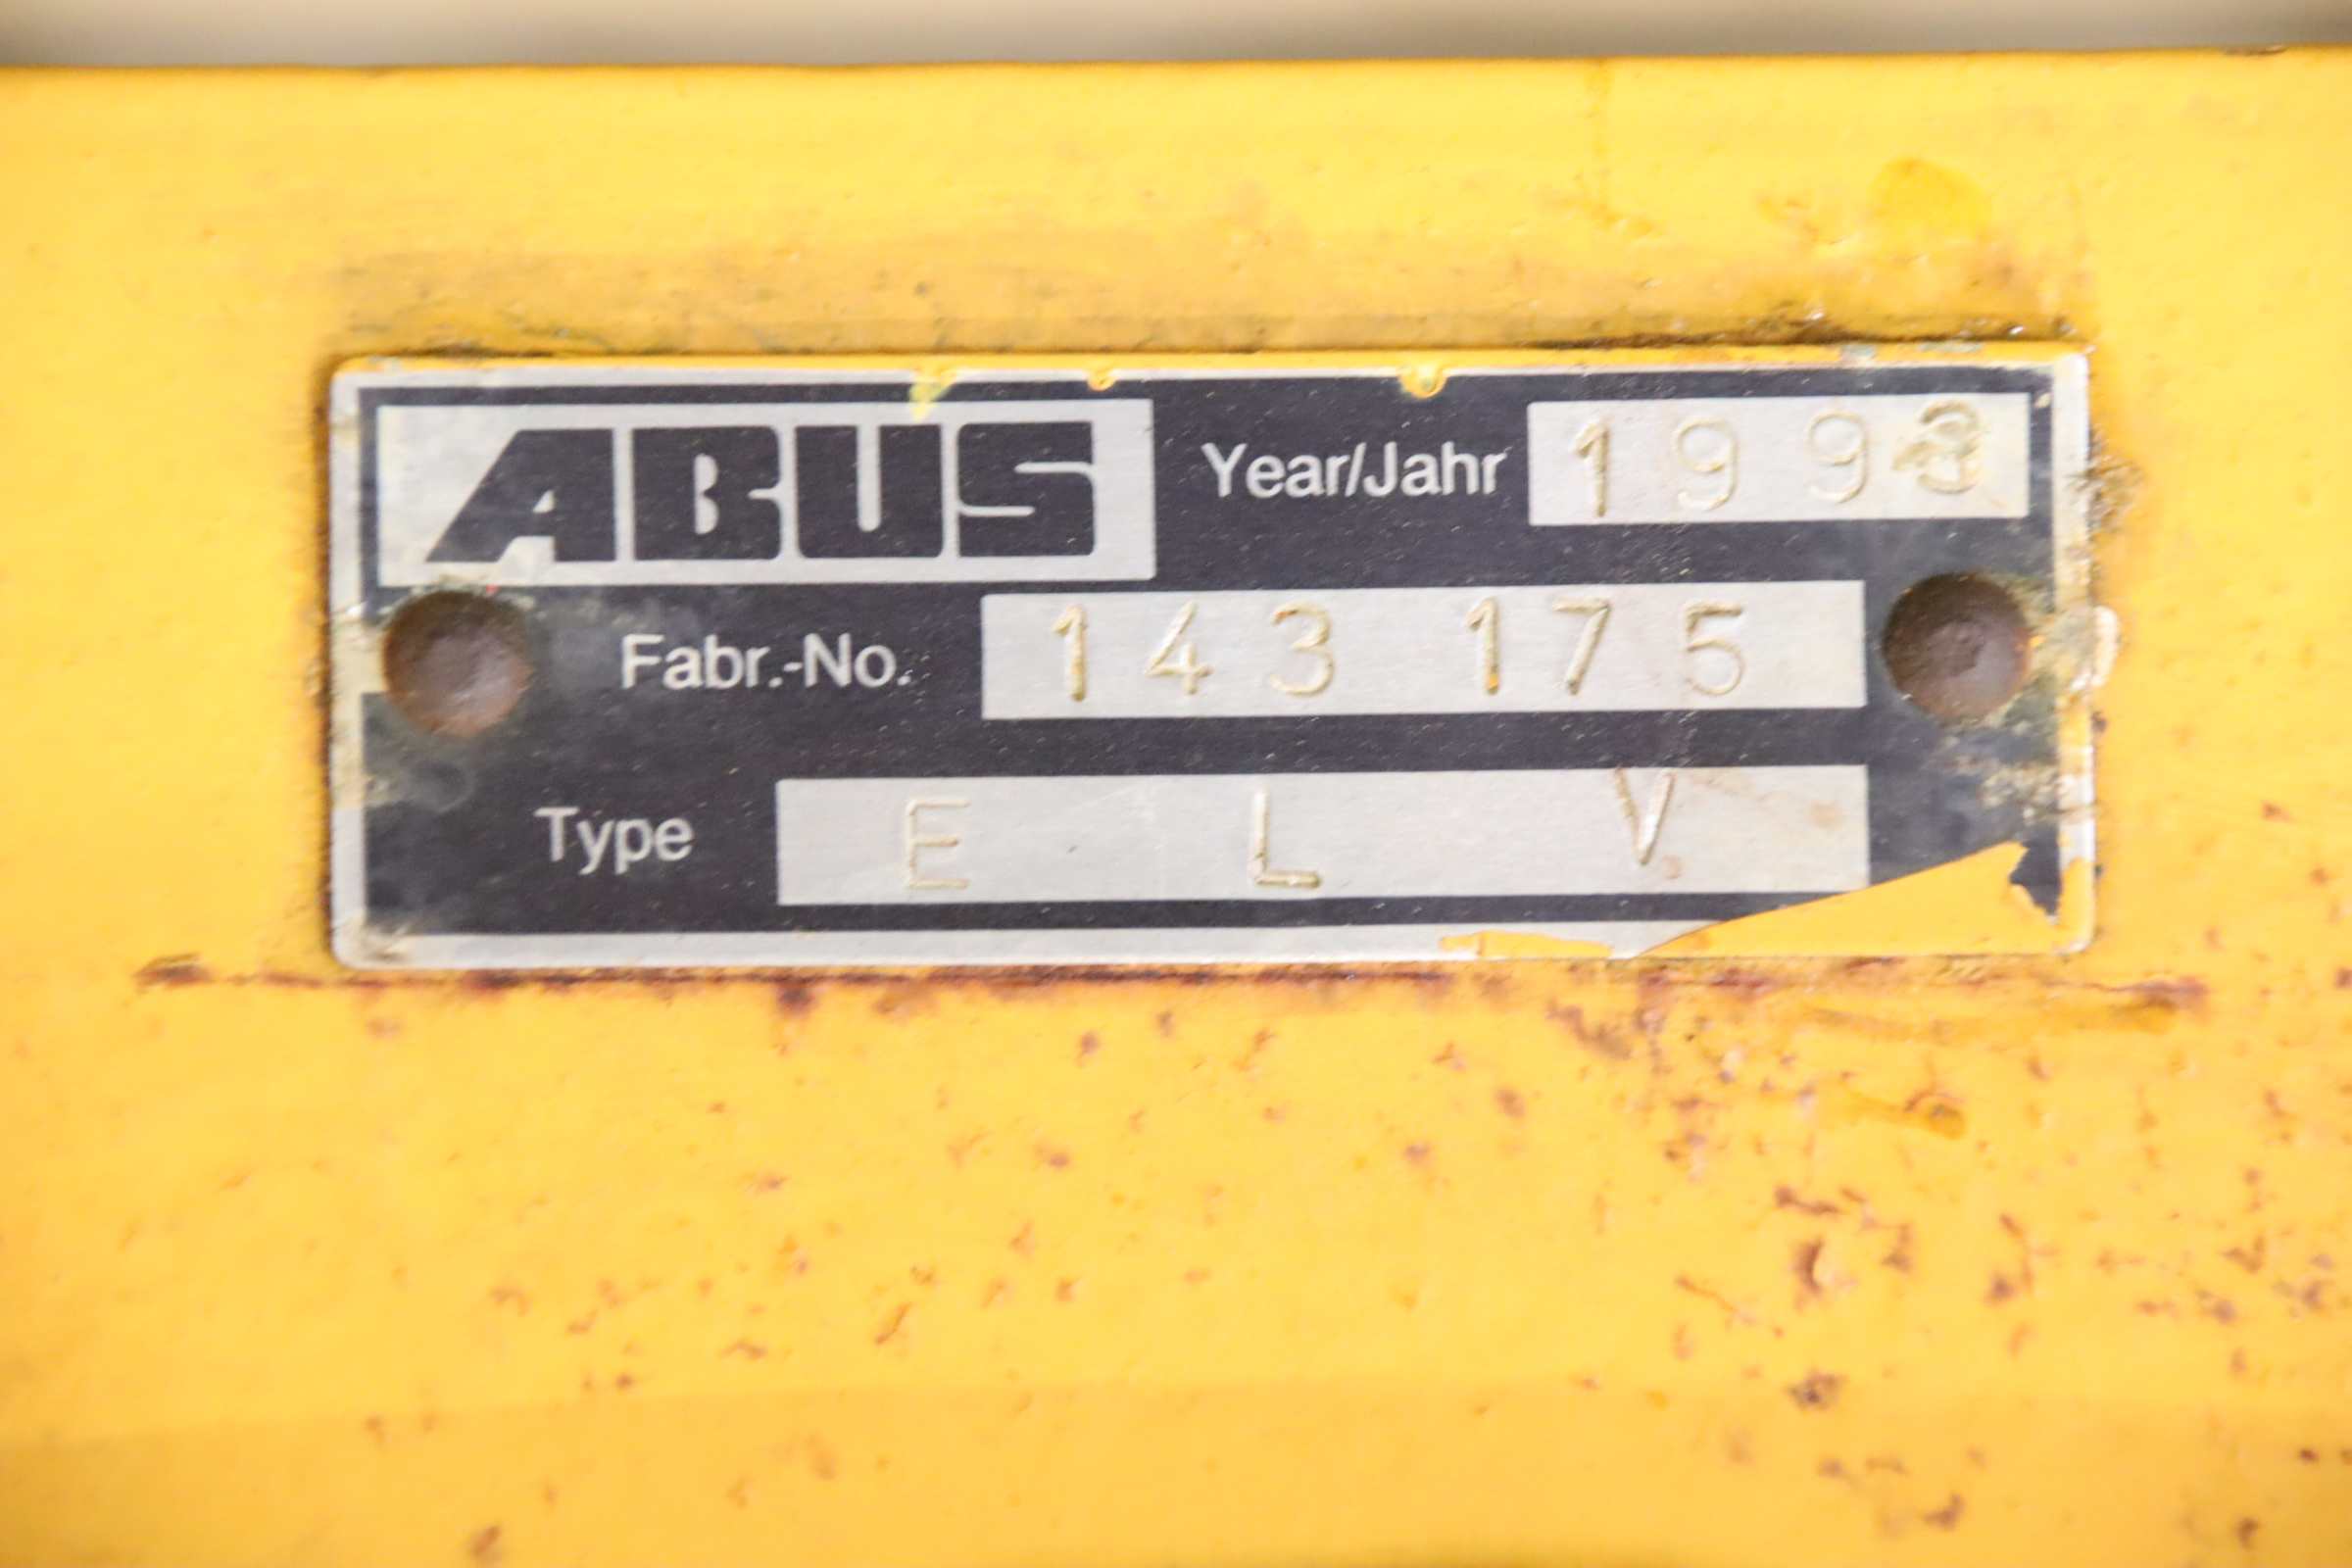 ABUS Year/Jahr 1993
Fabr.-No. 143 175
Type E L V